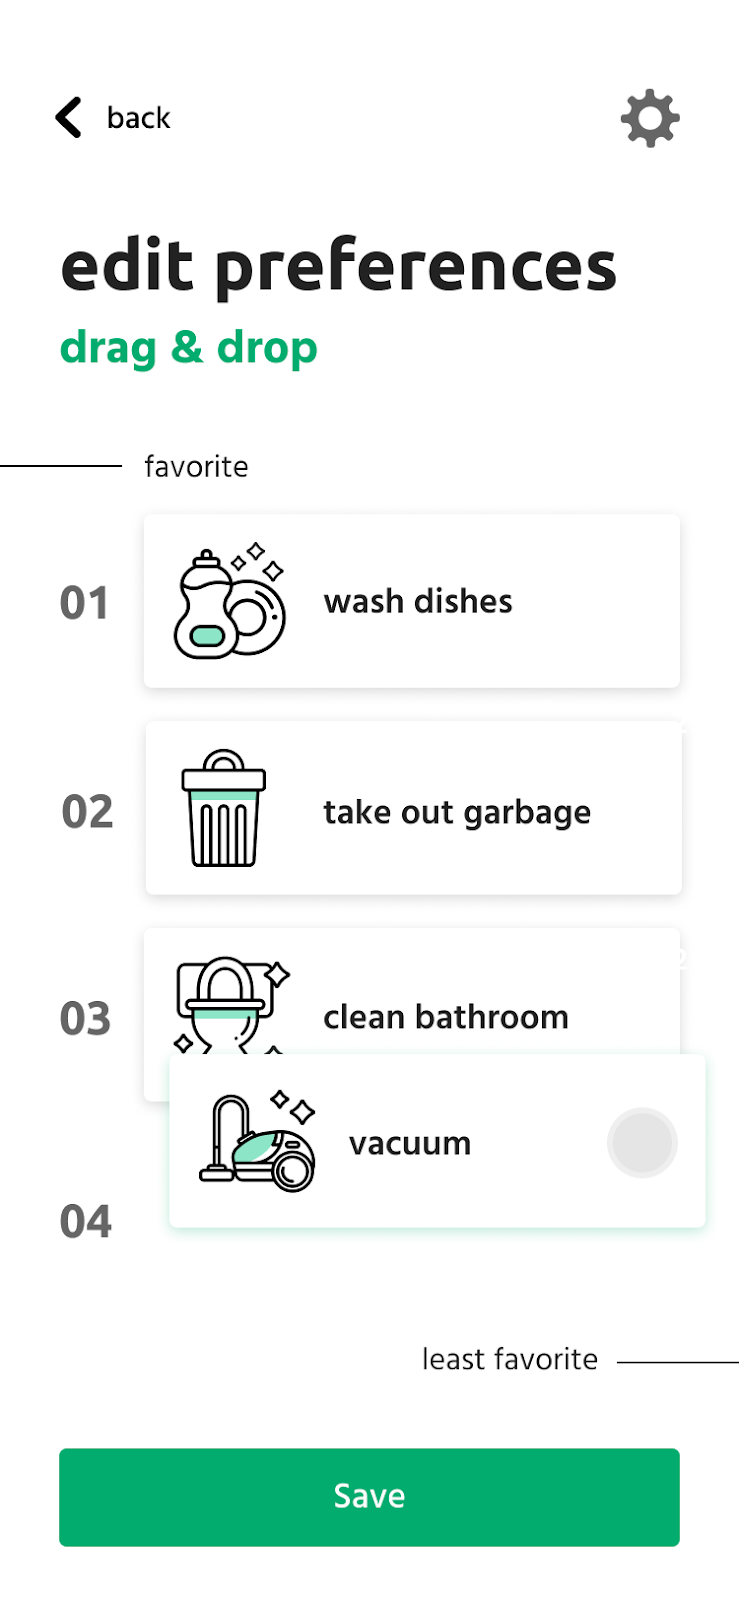 back
edit preferences
drag & drop
favorite
01
wash dishes
02
take out garbage
03
clean bathroom
vacuum
04
least favorite
Save